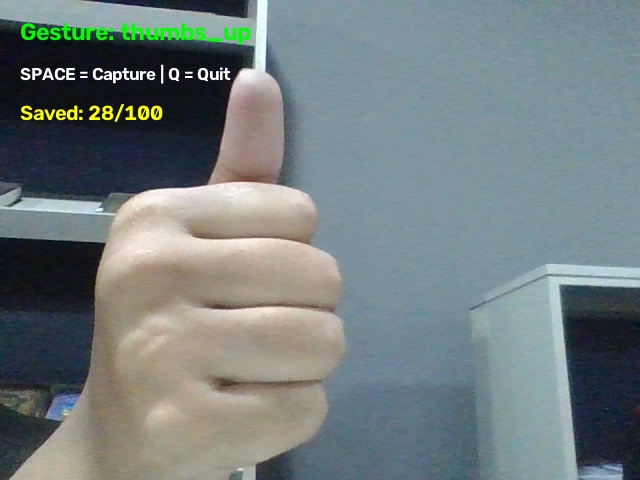 Gesture: thumbs_up
SPACE = Capture | Q = Quit
Saved: 28/100